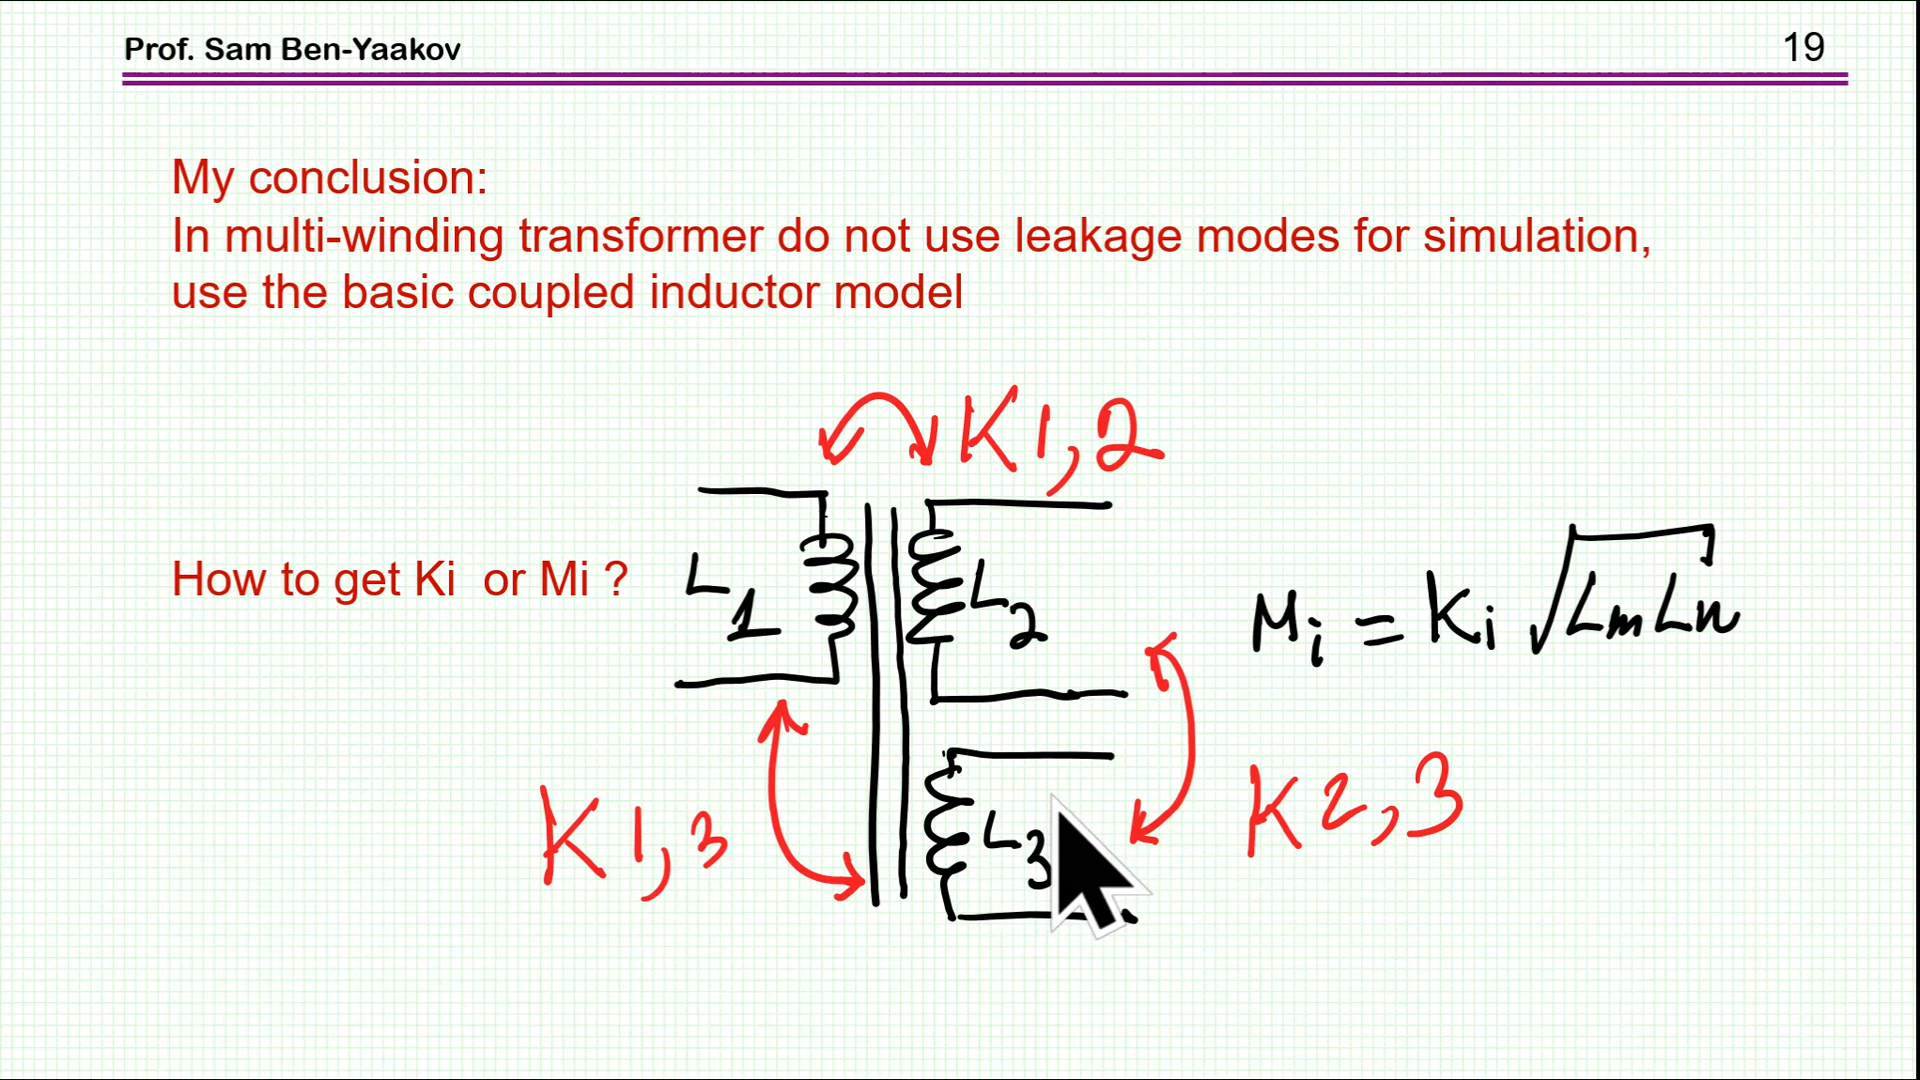 Prof. Sam Ben-Yaakov
19
My conclusion:
In multi-winding transformer do not use leakage modes for simulation,
use the basic coupled inductor model
K1,2
How to get Ki or Mi ?
L1
L2
Mi = Ki √LmLn
K1,3
L3
K2,3